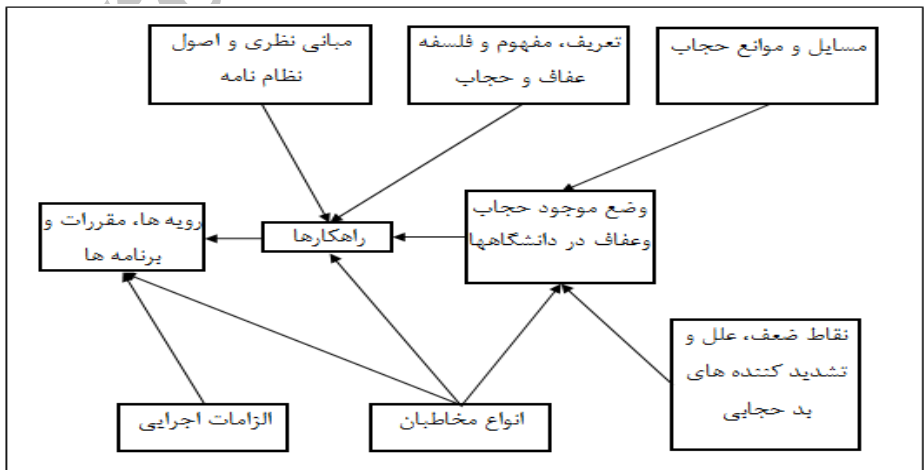 مسایل و موانع حجاب
تعریف، مفهوم و فلسفه
عفاف و حجاب
مبانی نظری و اصول
نظام نامه
وضع موجود حجاب
وعفاف در دانشگاهها
راهکارها
رویه ها، مقررات و
برنامه ها
نقاط ضعف، علل و
تشدید کننده های
بد حجابی
انواع مخاطبان
الزامات اجرایی